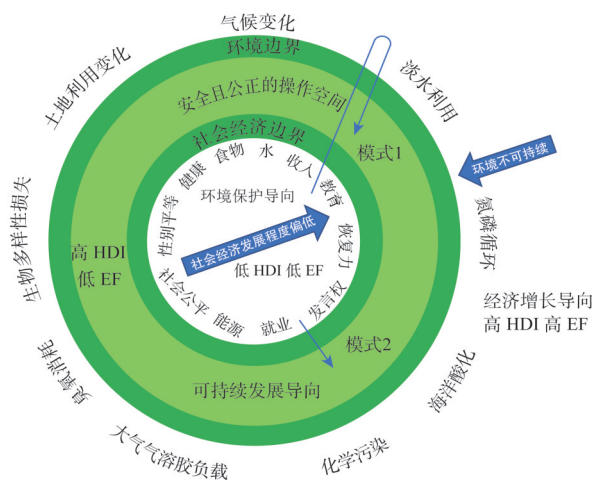 气候变化
环境边界
土地利用变化
淡水利用
安全且公正的操作空间
社会经济边界
模式1
健康
食物
水
收入
教育
环境不可持续
环境保护导向
性别平等
恢复力
生物多样性损失
氮磷循环
高 HDI
低 EF
社会经济发展程度偏低
低 HDI 低 EF
社会公平
能源
就业
发言权
经济增长导向
高 HDI 高 EF
模式2
臭氧消耗
可持续发展导向
海洋酸化
大气气溶胶负载
化学污染